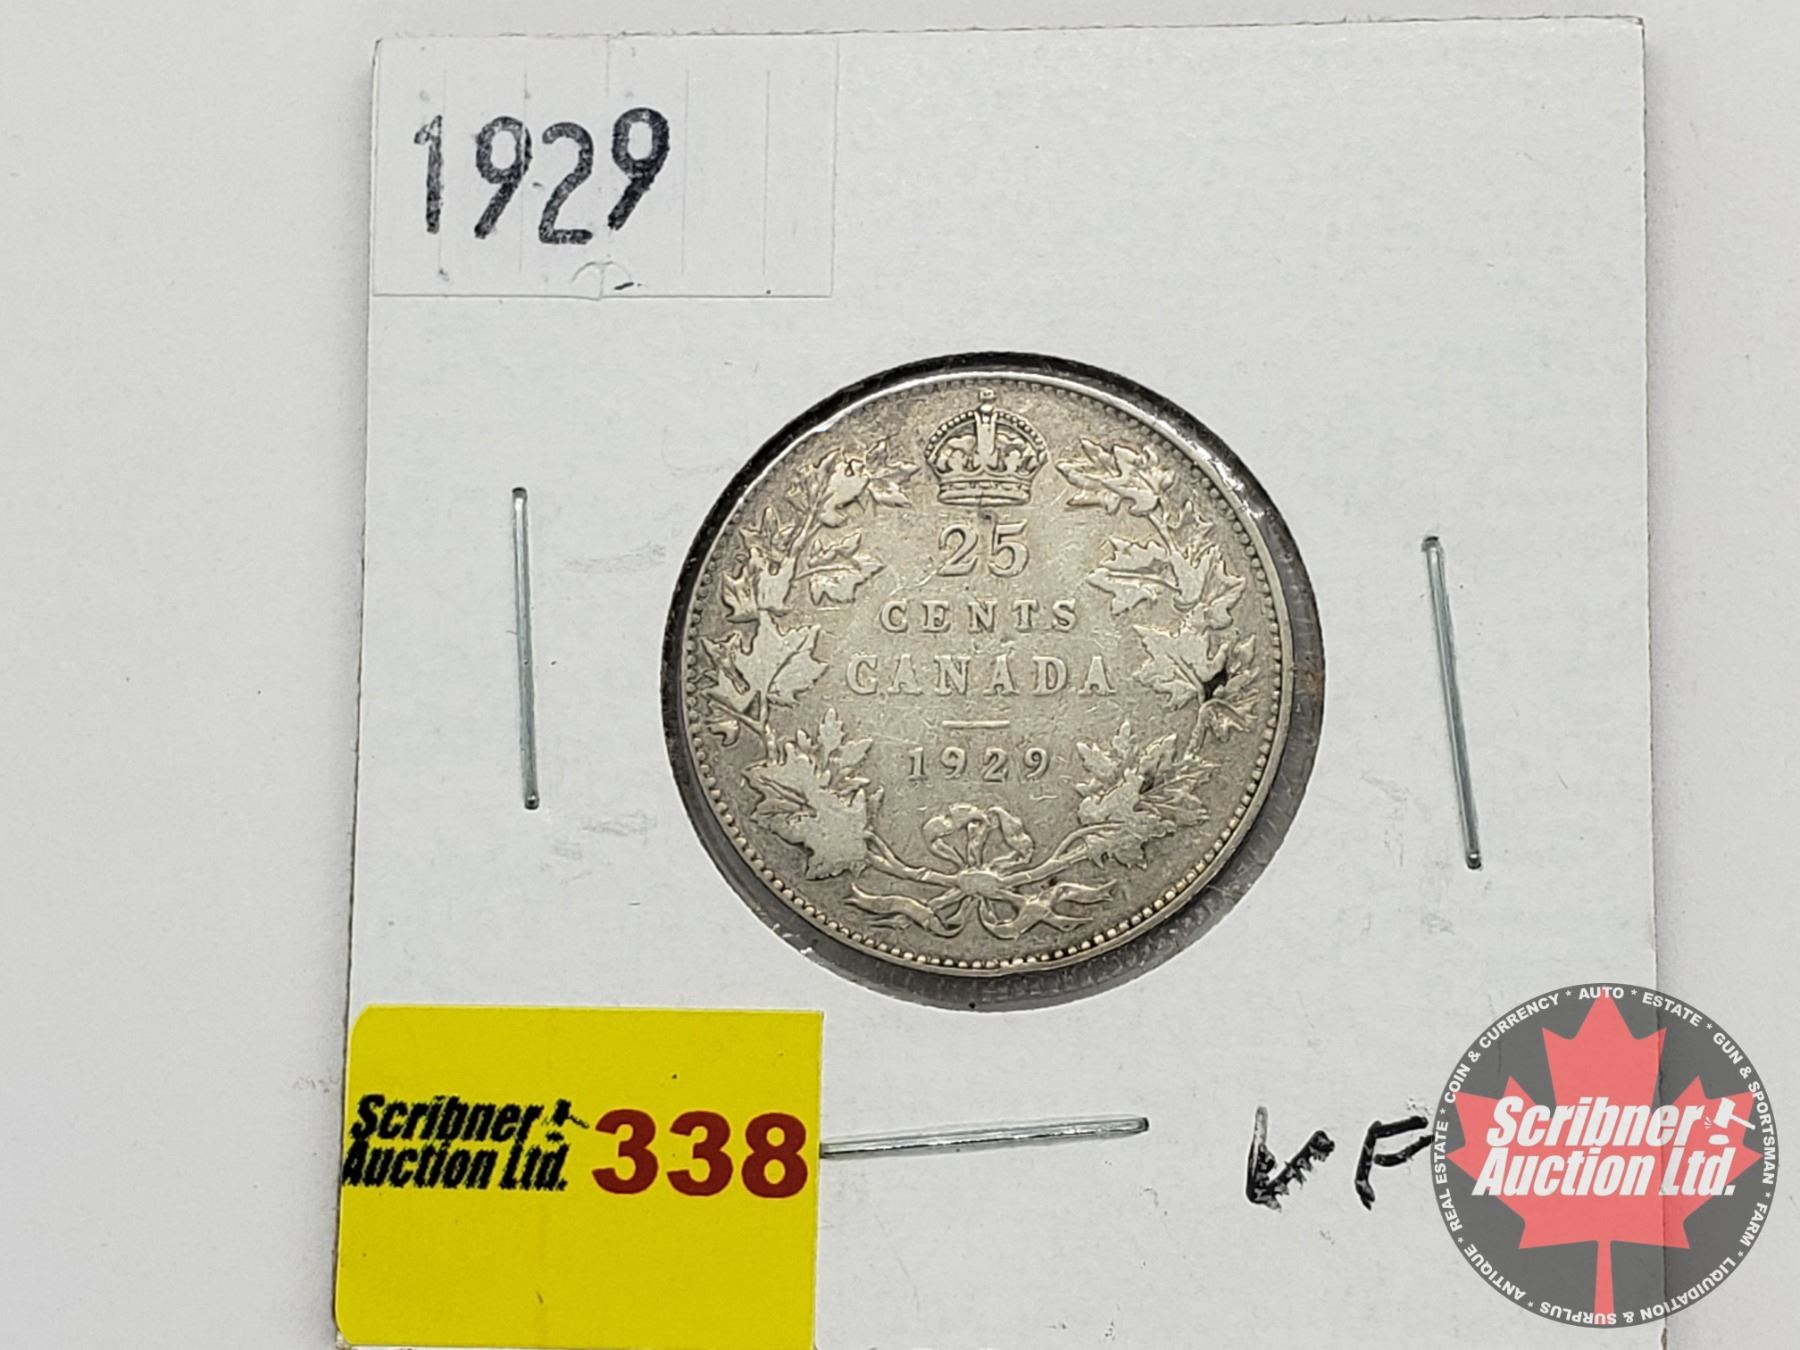 1929
25
CENTS
CANADA
1929
Scribner
Auction Ltd.
338
VF
COIN & CURRENCY * AUTO * ESTATE * GUN & SPORTSMAN * FARM * LIQUIDATION & SURPLUS * ANTIQUE * REAL ESTATE *
Scribner
Auction Ltd.